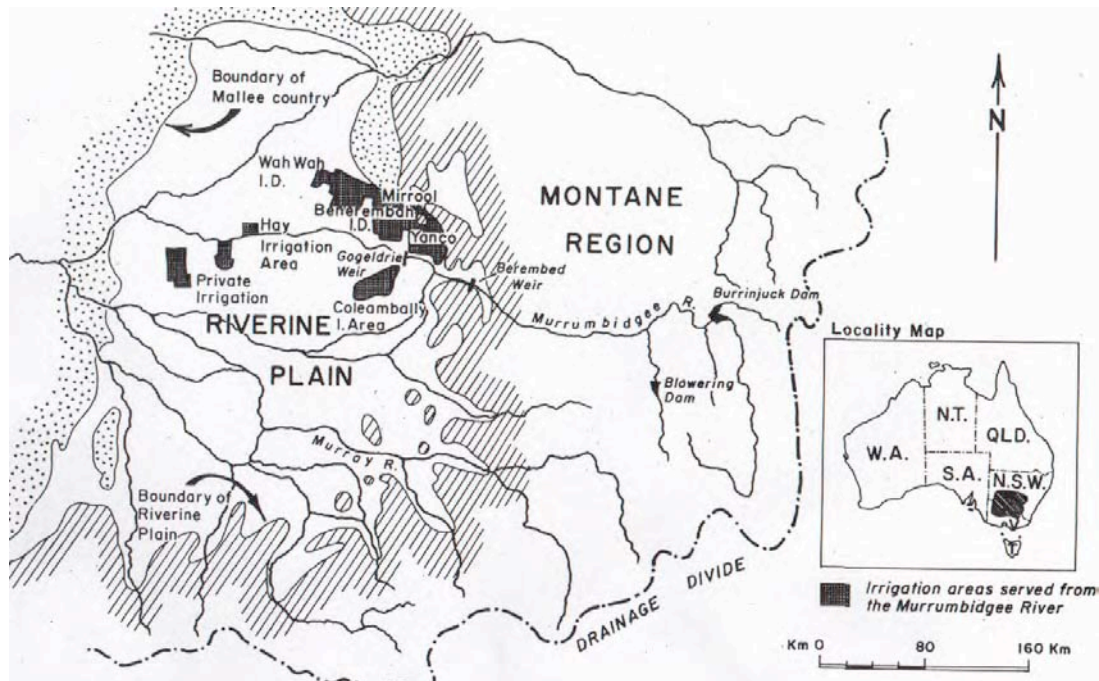 Boundary of
Mallee country
N
Wah Wah
I.D.
Mirrool
Benerembah
I.D.
Yanco
MONTANE
REGION
Hay
Irrigation
Area
Gogeldrie
Weir
Berembed
Weir
Private
Irrigation
Coleambally
I. Area
Murrumbidgee R.
Burrinjuck Dam
RIVERINE
PLAIN
Blowering
Dam
Murray R.
Boundary of
Riverine
Plain
DRAINAGE DIVIDE
Locality Map
N.T.
QLD.
W.A.
S.A.
N.S.W.
V
T
Irrigation areas served from
the Murrumbidgee River
Km 0 80 160 Km